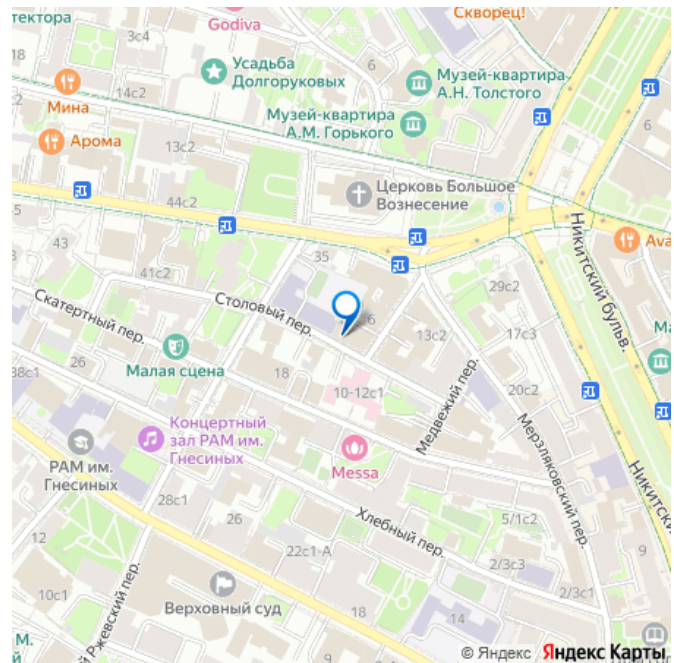 Скворец!
тектора
3с4
Godiva
18
Усадьба
Долгоруковых
6
Музей-квартира
А.Н. Толстого
14с2
Мина
Музей-квартира
А.М. Горького
6
Арома
13с2
Церковь Большое
Вознесение
44с2
5
43
35
Ava
Никитский бульв.
41с2
29с2
Столовый пер.
Скатертный пер.
6
13с2
17с3
Ма
Малая сцена
26
18
38с1
10-12с1
20с2
Медвежий пер.
Концертный
зал РАМ им.
Гнесиных
РАМ им.
Гнесиных
Messa
Мерзляковский пер.
Никитский
28с1
26
Хлебный пер.
5/1с2
12
22с1-А
2/3с3
9
10с1
Верховный суд
2/3с1
18
14
й Ржевский пер.
М.
й
© Яндекс Яндекс Карты